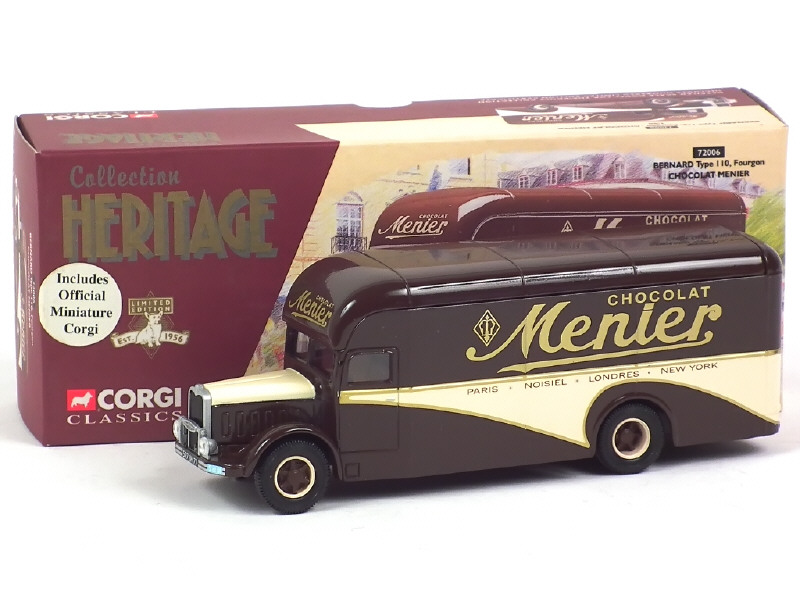 CORGI
CLASSICS
HERITAGE
Collection
HERITAGE
Includes
Official
Miniature
Corgi
LIMITED
EDITION
EST. 1956
CORGI
CLASSICS
72006
BERNARD Type 110, Fourgon
CHOCOLAT MENIER
CHOCOLAT
Menier
CHOCOLAT
CHOCOLAT
Menier
CHOCOLAT
Menier
PARIS • NOISIEL • LONDRES • NEW YORK